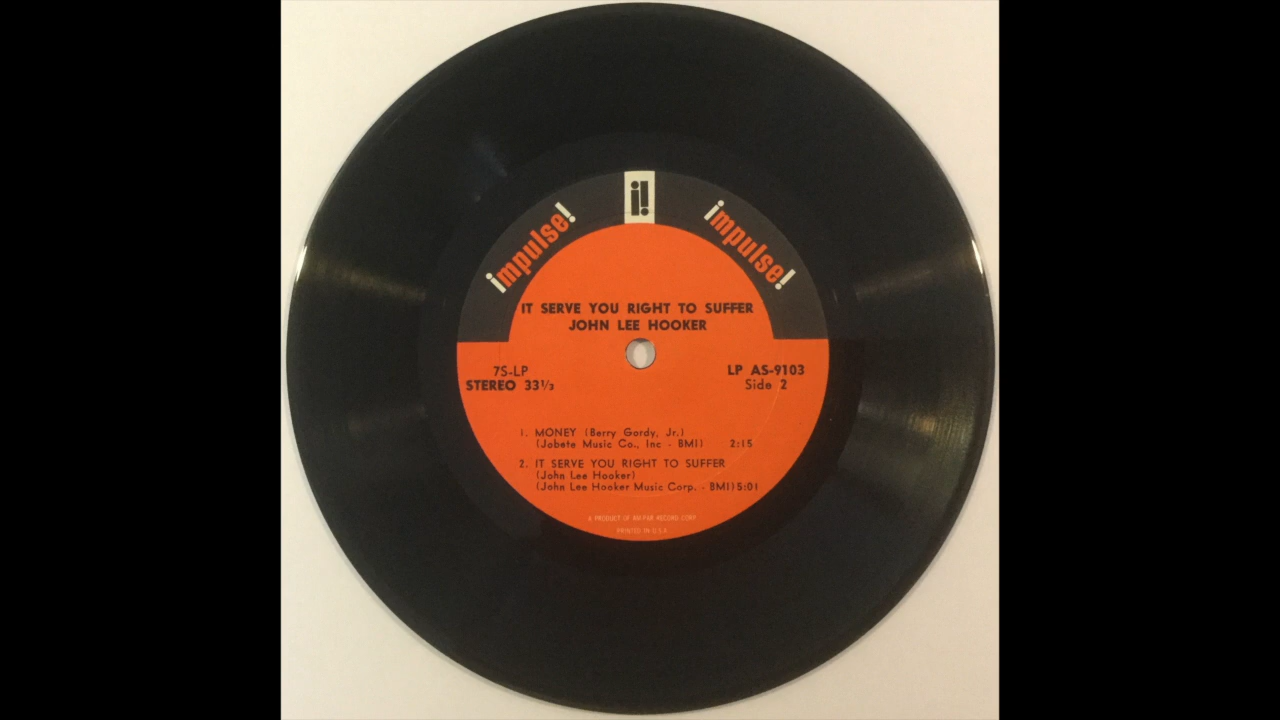 impulse! i! impulse!
IT SERVE YOU RIGHT TO SUFFER
JOHN LEE HOOKER
7S-LP
STEREO 33⅓
LP AS-9103
Side 2
1. MONEY (Berry Gordy, Jr.)
(Jobete Music Co., Inc - BMI) 2:15
2. IT SERVE YOU RIGHT TO SUFFER
(John Lee Hooker)
(John Lee Hooker Music Corp. - BMI) 5:01
A PRODUCT OF AM-PAR RECORD CORP.
PRINTED IN U.S.A.